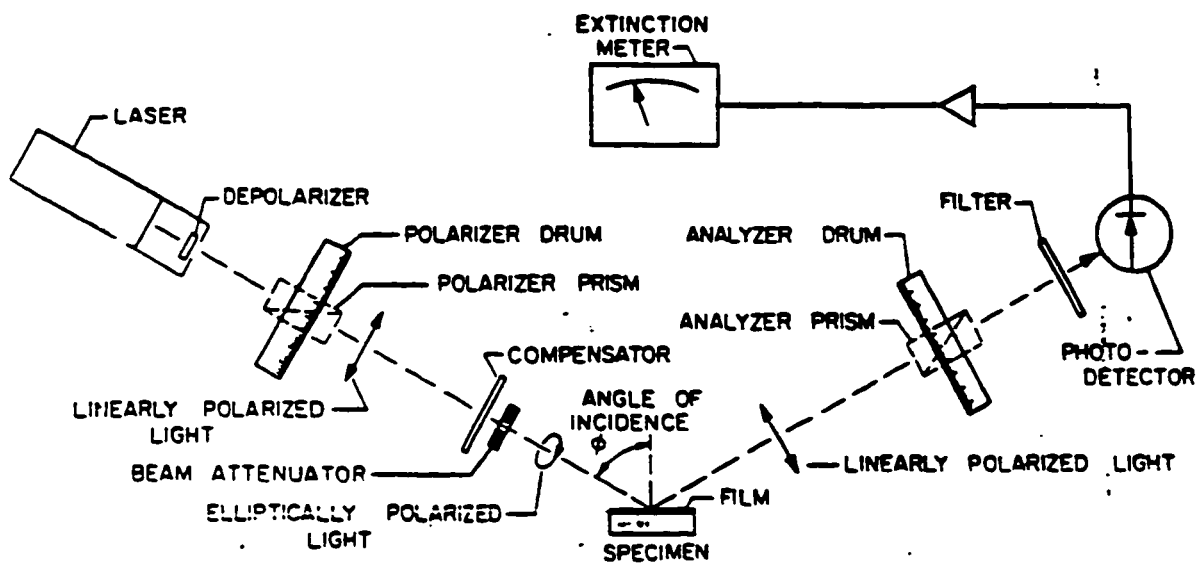 EXTINCTION
METER
LASER
DEPOLARIZER
POLARIZER DRUM
POLARIZER PRISM
ANALYZER DRUM
FILTER
ANALYZER PRISM
PHOTO-
DETECTOR
COMPENSATOR
ANGLE OF
INCIDENCE
ϕ
LINEARLY POLARIZED
LIGHT
BEAM ATTENUATOR
LINEARLY POLARIZED LIGHT
ELLIPTICALLY POLARIZED
LIGHT
FILM
SPECIMEN